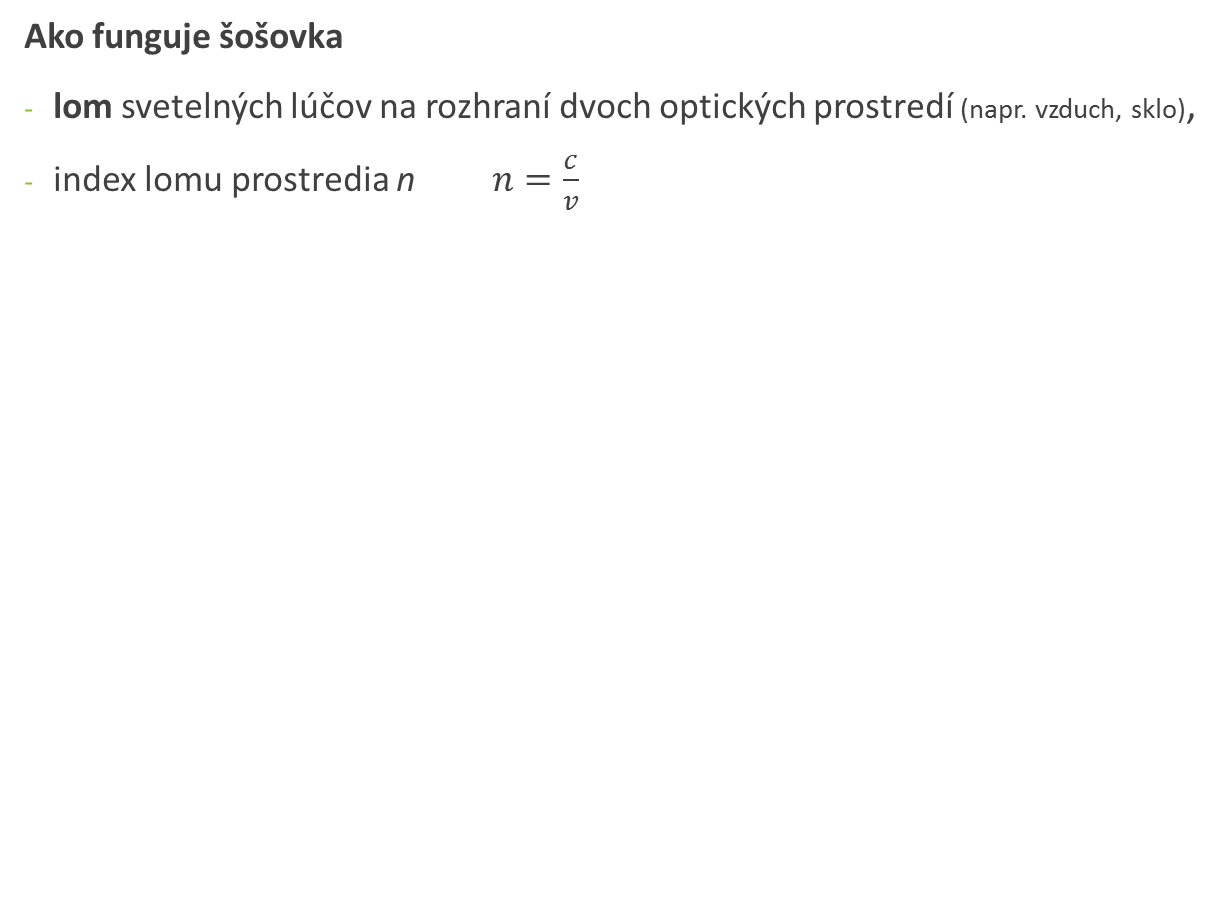 Ako funguje šošovka
- lom svetelných lúčov na rozhraní dvoch optických prostredí (napr. vzduch, sklo),
- index lomu prostredia n n = c/v